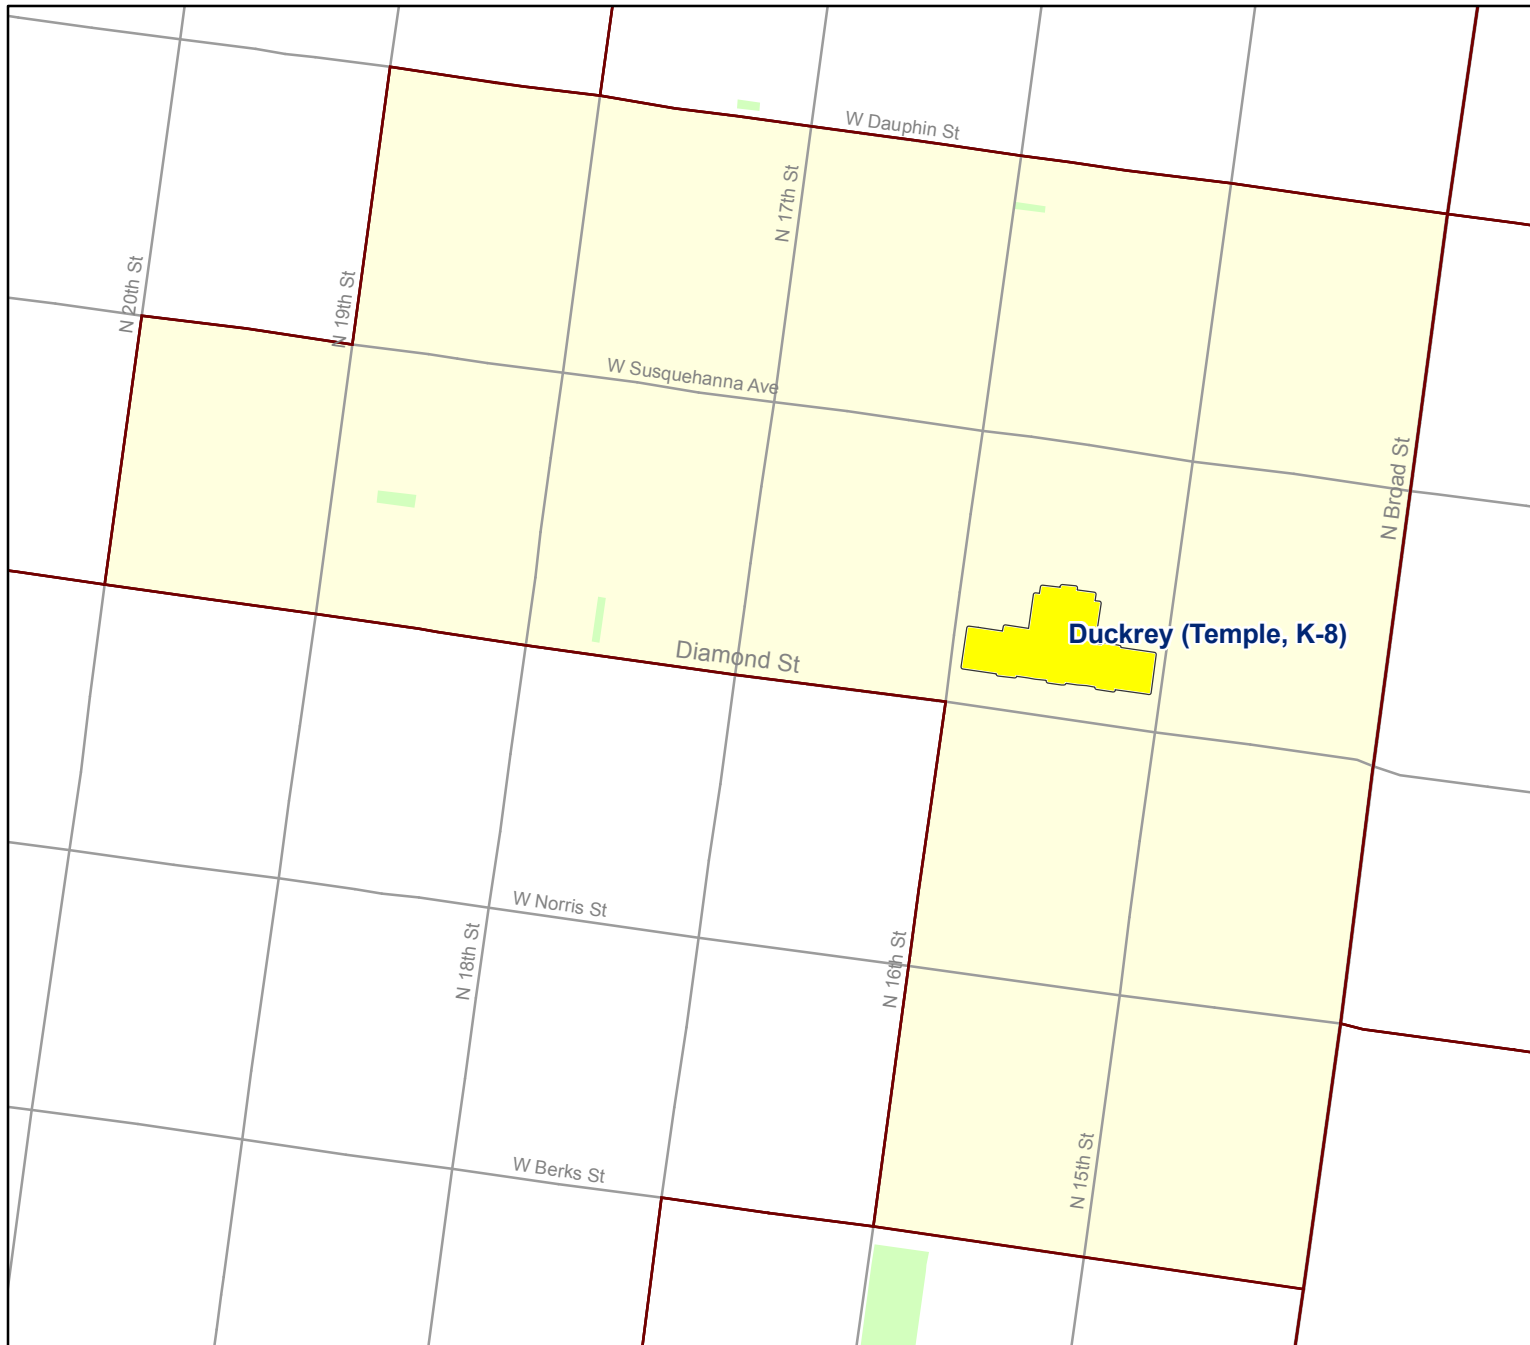 W Dauphin St
N 17th St
N 20th St
N 19th St
W Susquehanna Ave
N Broad St
Duckrey (Temple, K-8)
Diamond St
W Norris St
N 18th St
N 16th St
N 15th St
W Berks St